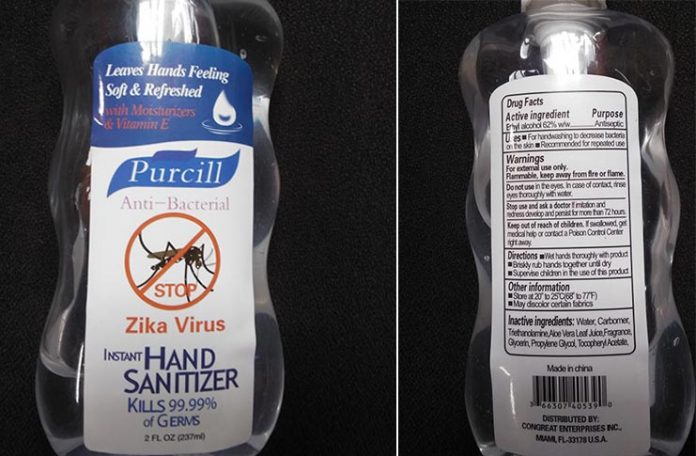 Leaves Hands Feeling
Soft & Refreshed
with Moisturizers
& Vitamin E
Purcill
Anti-Bacterial
STOP
Zika Virus
INSTANT HAND
SANITIZER
KILLS 99.99%
of GERMS
2 FL OZ (237ml)
Drug Facts
Active ingredient Purpose
Ethyl alcohol 62% w/w Antiseptic
Uses ■ For handwashing to decrease bacteria
on the skin ■ Recommended for repeated use
Warnings
For external use only.
Flammable, keep away from fire or flame.
Do not use in the eyes. In case of contact, rinse
eyes thoroughly with water.
Stop use and ask a doctor if irritation and
redness develop and persist for more than 72 hours.
Keep out of reach of children. If swallowed, get
medical help or contact a Poison Control Center
right away.
Directions ■ Wet hands thoroughly with product
■ Briskly rub hands together until dry
■ Supervise children in the use of this product
Other information
■ Store at 20° to 25°C(68° to 77°F)
■ May discolor certain fabrics
Inactive ingredients: Water, Carbomer,
Triethanolamine, Aloe Vera Leaf Juice, Fragrance,
Glycerin, Propylene Glycol, Tocopheryl Acetate,
Made in china
3 66307 40539 0
DISTRIBUTED BY:
CONGREAT ENTERPRISES INC.,
MIAMI, FL-33178 U.S.A.